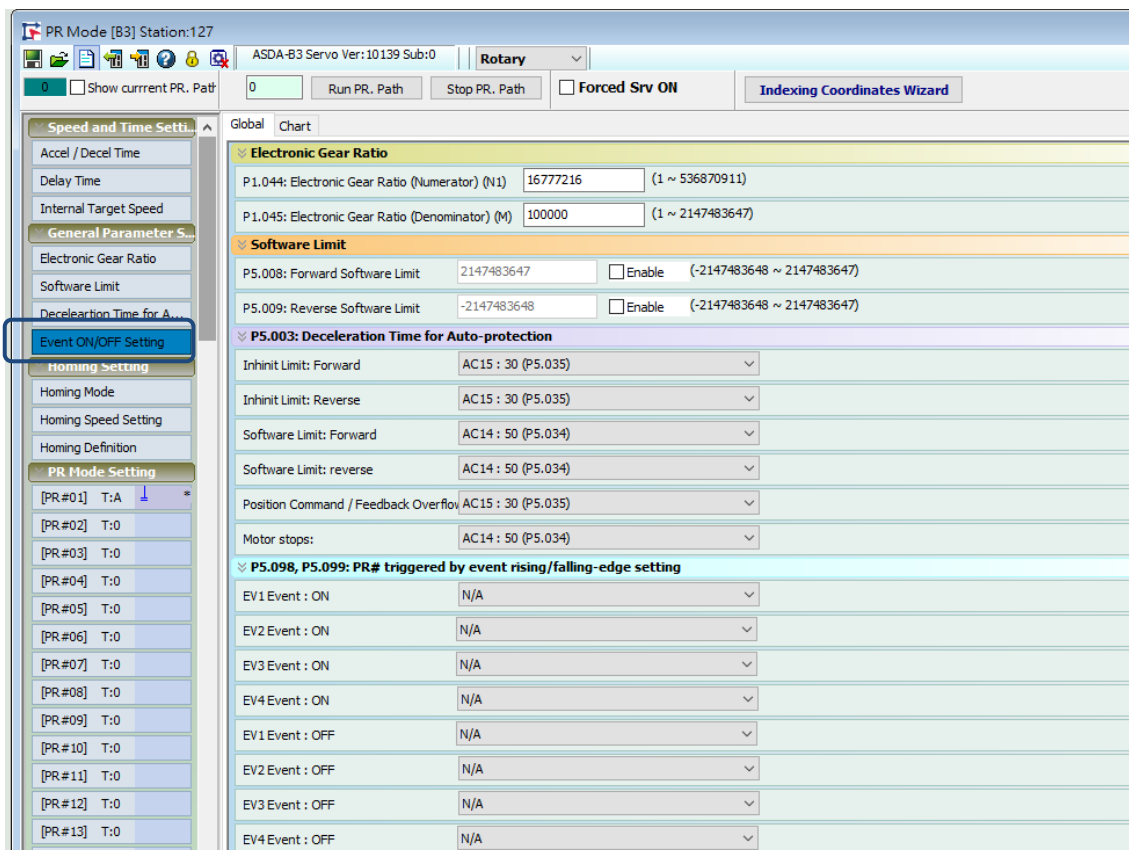 PR Mode [B3] Station:127
ASDA-B3 Servo Ver:10139 Sub:0
Rotary
0
Show currrent PR. Path
0
Run PR. Path
Stop PR. Path
Forced Srv ON
Indexing Coordinates Wizard
Speed and Time Setti...
Accel / Decel Time
Delay Time
Internal Target Speed
General Parameter S...
Electronic Gear Ratio
Software Limit
Deceleartion Time for A...
Event ON/OFF Setting
Homing Setting
Homing Mode
Homing Speed Setting
Homing Definition
PR Mode Setting
[PR#01] T:A *
[PR#02] T:0
[PR#03] T:0
[PR#04] T:0
[PR#05] T:0
[PR#06] T:0
[PR#07] T:0
[PR#08] T:0
[PR#09] T:0
[PR#10] T:0
[PR#11] T:0
[PR#12] T:0
[PR#13] T:0
Global Chart
Electronic Gear Ratio
P1.044: Electronic Gear Ratio (Numerator) (N1) 16777216 (1 ~ 536870911)
P1.045: Electronic Gear Ratio (Denominator) (M) 100000 (1 ~ 2147483647)
Software Limit
P5.008: Forward Software Limit 2147483647 Enable (-2147483648 ~ 2147483647)
P5.009: Reverse Software Limit -2147483648 Enable (-2147483648 ~ 2147483647)
P5.003: Deceleration Time for Auto-protection
Inhinit Limit: Forward AC15 : 30 (P5.035)
Inhinit Limit: Reverse AC15 : 30 (P5.035)
Software Limit: Forward AC14 : 50 (P5.034)
Software Limit: reverse AC14 : 50 (P5.034)
Position Command / Feedback Overflov AC15 : 30 (P5.035)
Motor stops: AC14 : 50 (P5.034)
P5.098, P5.099: PR# triggered by event rising/falling-edge setting
EV1 Event : ON N/A
EV2 Event : ON N/A
EV3 Event : ON N/A
EV4 Event : ON N/A
EV1 Event : OFF N/A
EV2 Event : OFF N/A
EV3 Event : OFF N/A
EV4 Event : OFF N/A